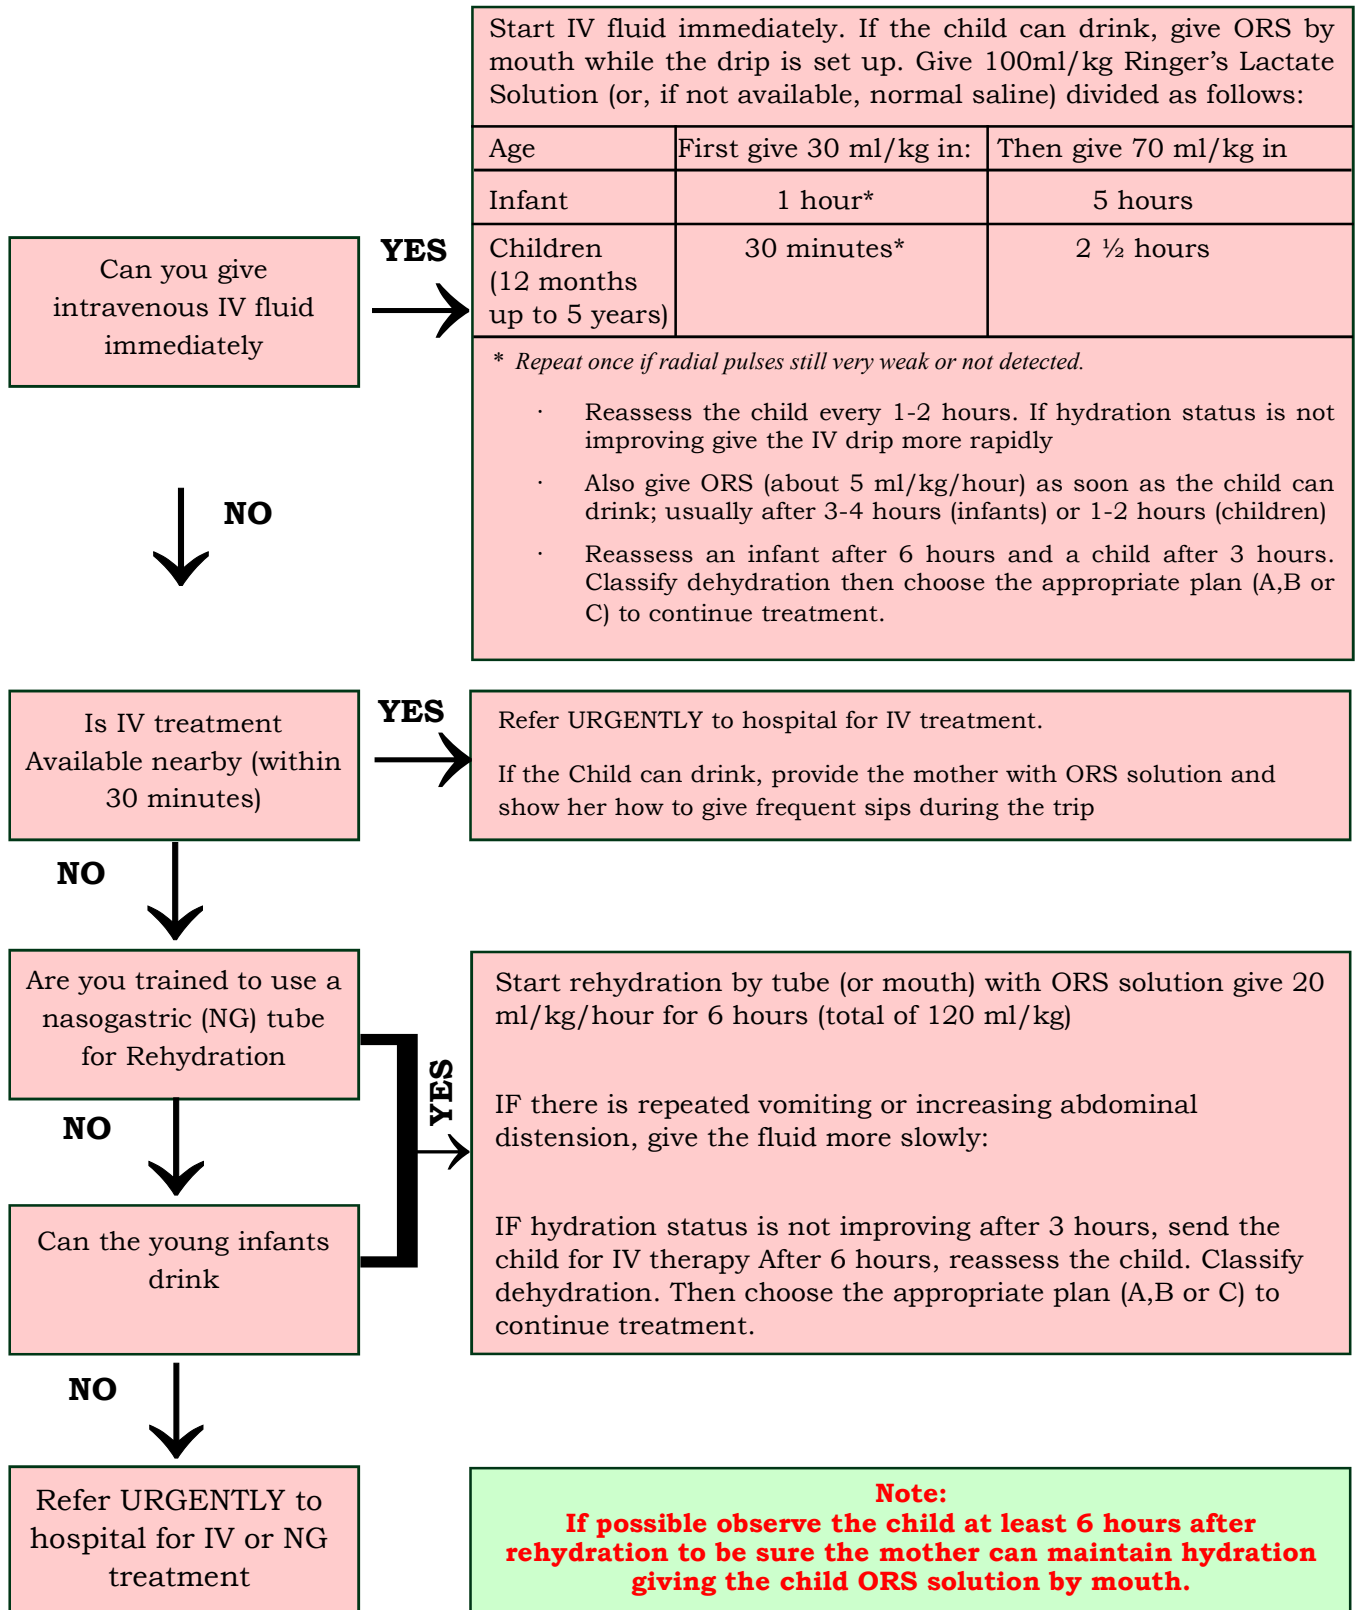 Start IV fluid immediately. If the child can drink, give ORS by
mouth while the drip is set up. Give 100ml/kg Ringer's Lactate
Solution (or, if not available, normal saline) divided as follows:
Age First give 30 ml/kg in: Then give 70 ml/kg in
Infant 1 hour* 5 hours
Children 30 minutes* 2 ½ hours
(12 months
up to 5 years)
* Repeat once if radial pulses still very weak or not detected.
· Reassess the child every 1-2 hours. If hydration status is not
improving give the IV drip more rapidly
· Also give ORS (about 5 ml/kg/hour) as soon as the child can
drink; usually after 3-4 hours (infants) or 1-2 hours (children)
· Reassess an infant after 6 hours and a child after 3 hours.
Classify dehydration then choose the appropriate plan (A,B or
C) to continue treatment.
Can you give
intravenous IV fluid
immediately
YES
NO
Is IV treatment
Available nearby (within
30 minutes)
YES
Refer URGENTLY to hospital for IV treatment.
If the Child can drink, provide the mother with ORS solution and
show her how to give frequent sips during the trip
NO
Are you trained to use a
nasogastric (NG) tube
for Rehydration
YES
Start rehydration by tube (or mouth) with ORS solution give 20
ml/kg/hour for 6 hours (total of 120 ml/kg)
IF there is repeated vomiting or increasing abdominal
distension, give the fluid more slowly:
IF hydration status is not improving after 3 hours, send the
child for IV therapy After 6 hours, reassess the child. Classify
dehydration. Then choose the appropriate plan (A,B or C) to
continue treatment.
NO
Can the young infants
drink
NO
Refer URGENTLY to
hospital for IV or NG
treatment
Note:
If possible observe the child at least 6 hours after
rehydration to be sure the mother can maintain hydration
giving the child ORS solution by mouth.